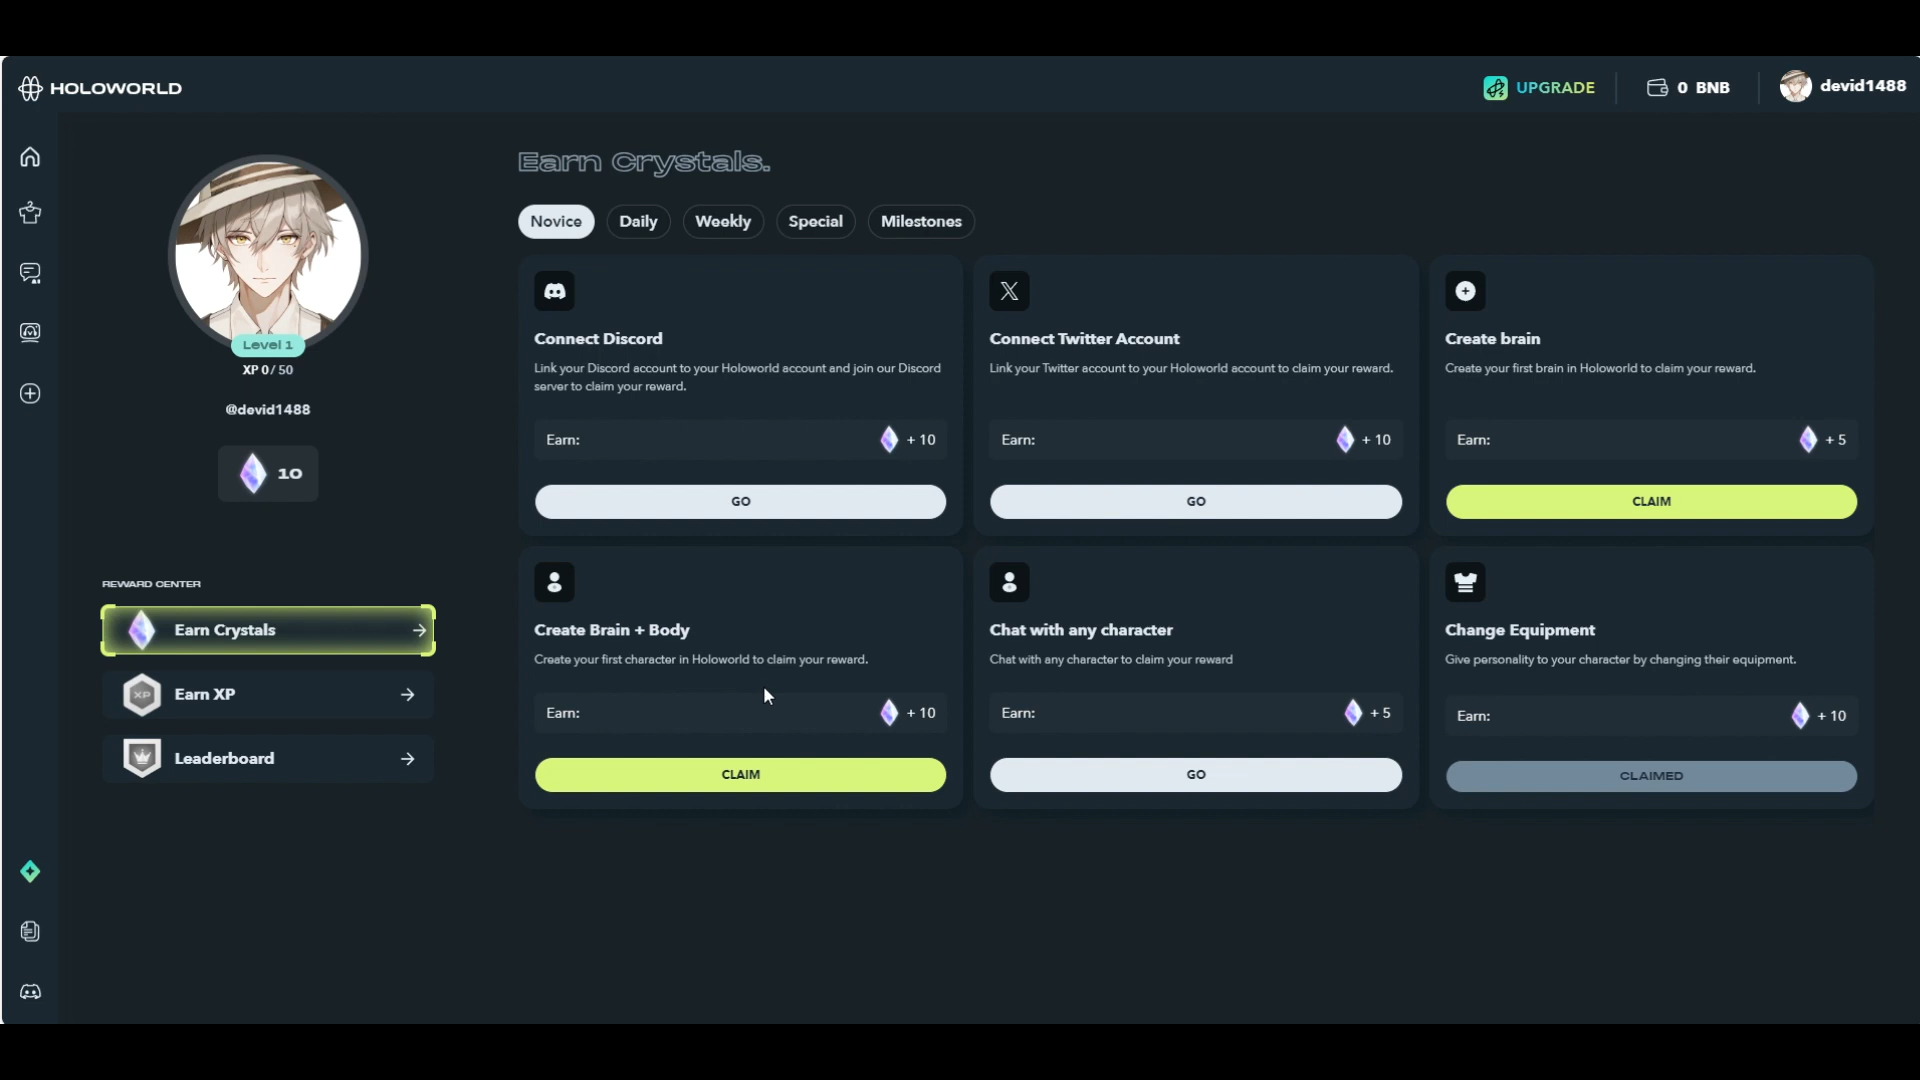 HOLOWORLD
UPGRADE
0 BNB
devid1488
Level 1
XP 0 / 50
@devid1488
10
REWARD CENTER
Earn Crystals
Earn XP
XP
Leaderboard
Earn Crystals.
Novice
Daily
Weekly
Special
Milestones
Connect Discord
Link your Discord account to your Holoworld account and join our Discord
server to claim your reward.
Earn:
+ 10
GO
Connect Twitter Account
Link your Twitter account to your Holoworld account to claim your reward.
Earn:
+ 10
GO
Create brain
Create your first brain in Holoworld to claim your reward.
Earn:
+ 5
CLAIM
Create Brain + Body
Create your first character in Holoworld to claim your reward.
Earn:
+ 10
CLAIM
Chat with any character
Chat with any character to claim your reward
Earn:
+ 5
GO
Change Equipment
Give personality to your character by changing their equipment.
Earn:
+ 10
CLAIMED